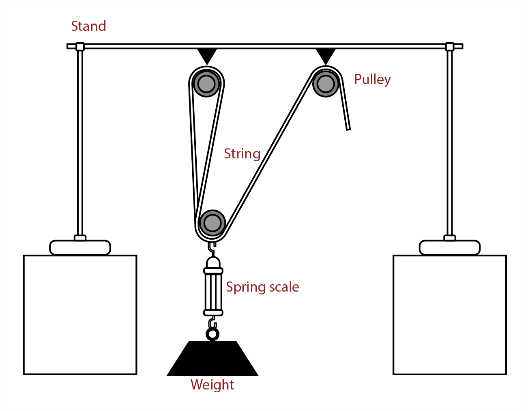 Stand
Pulley
String
Spring scale
Weight